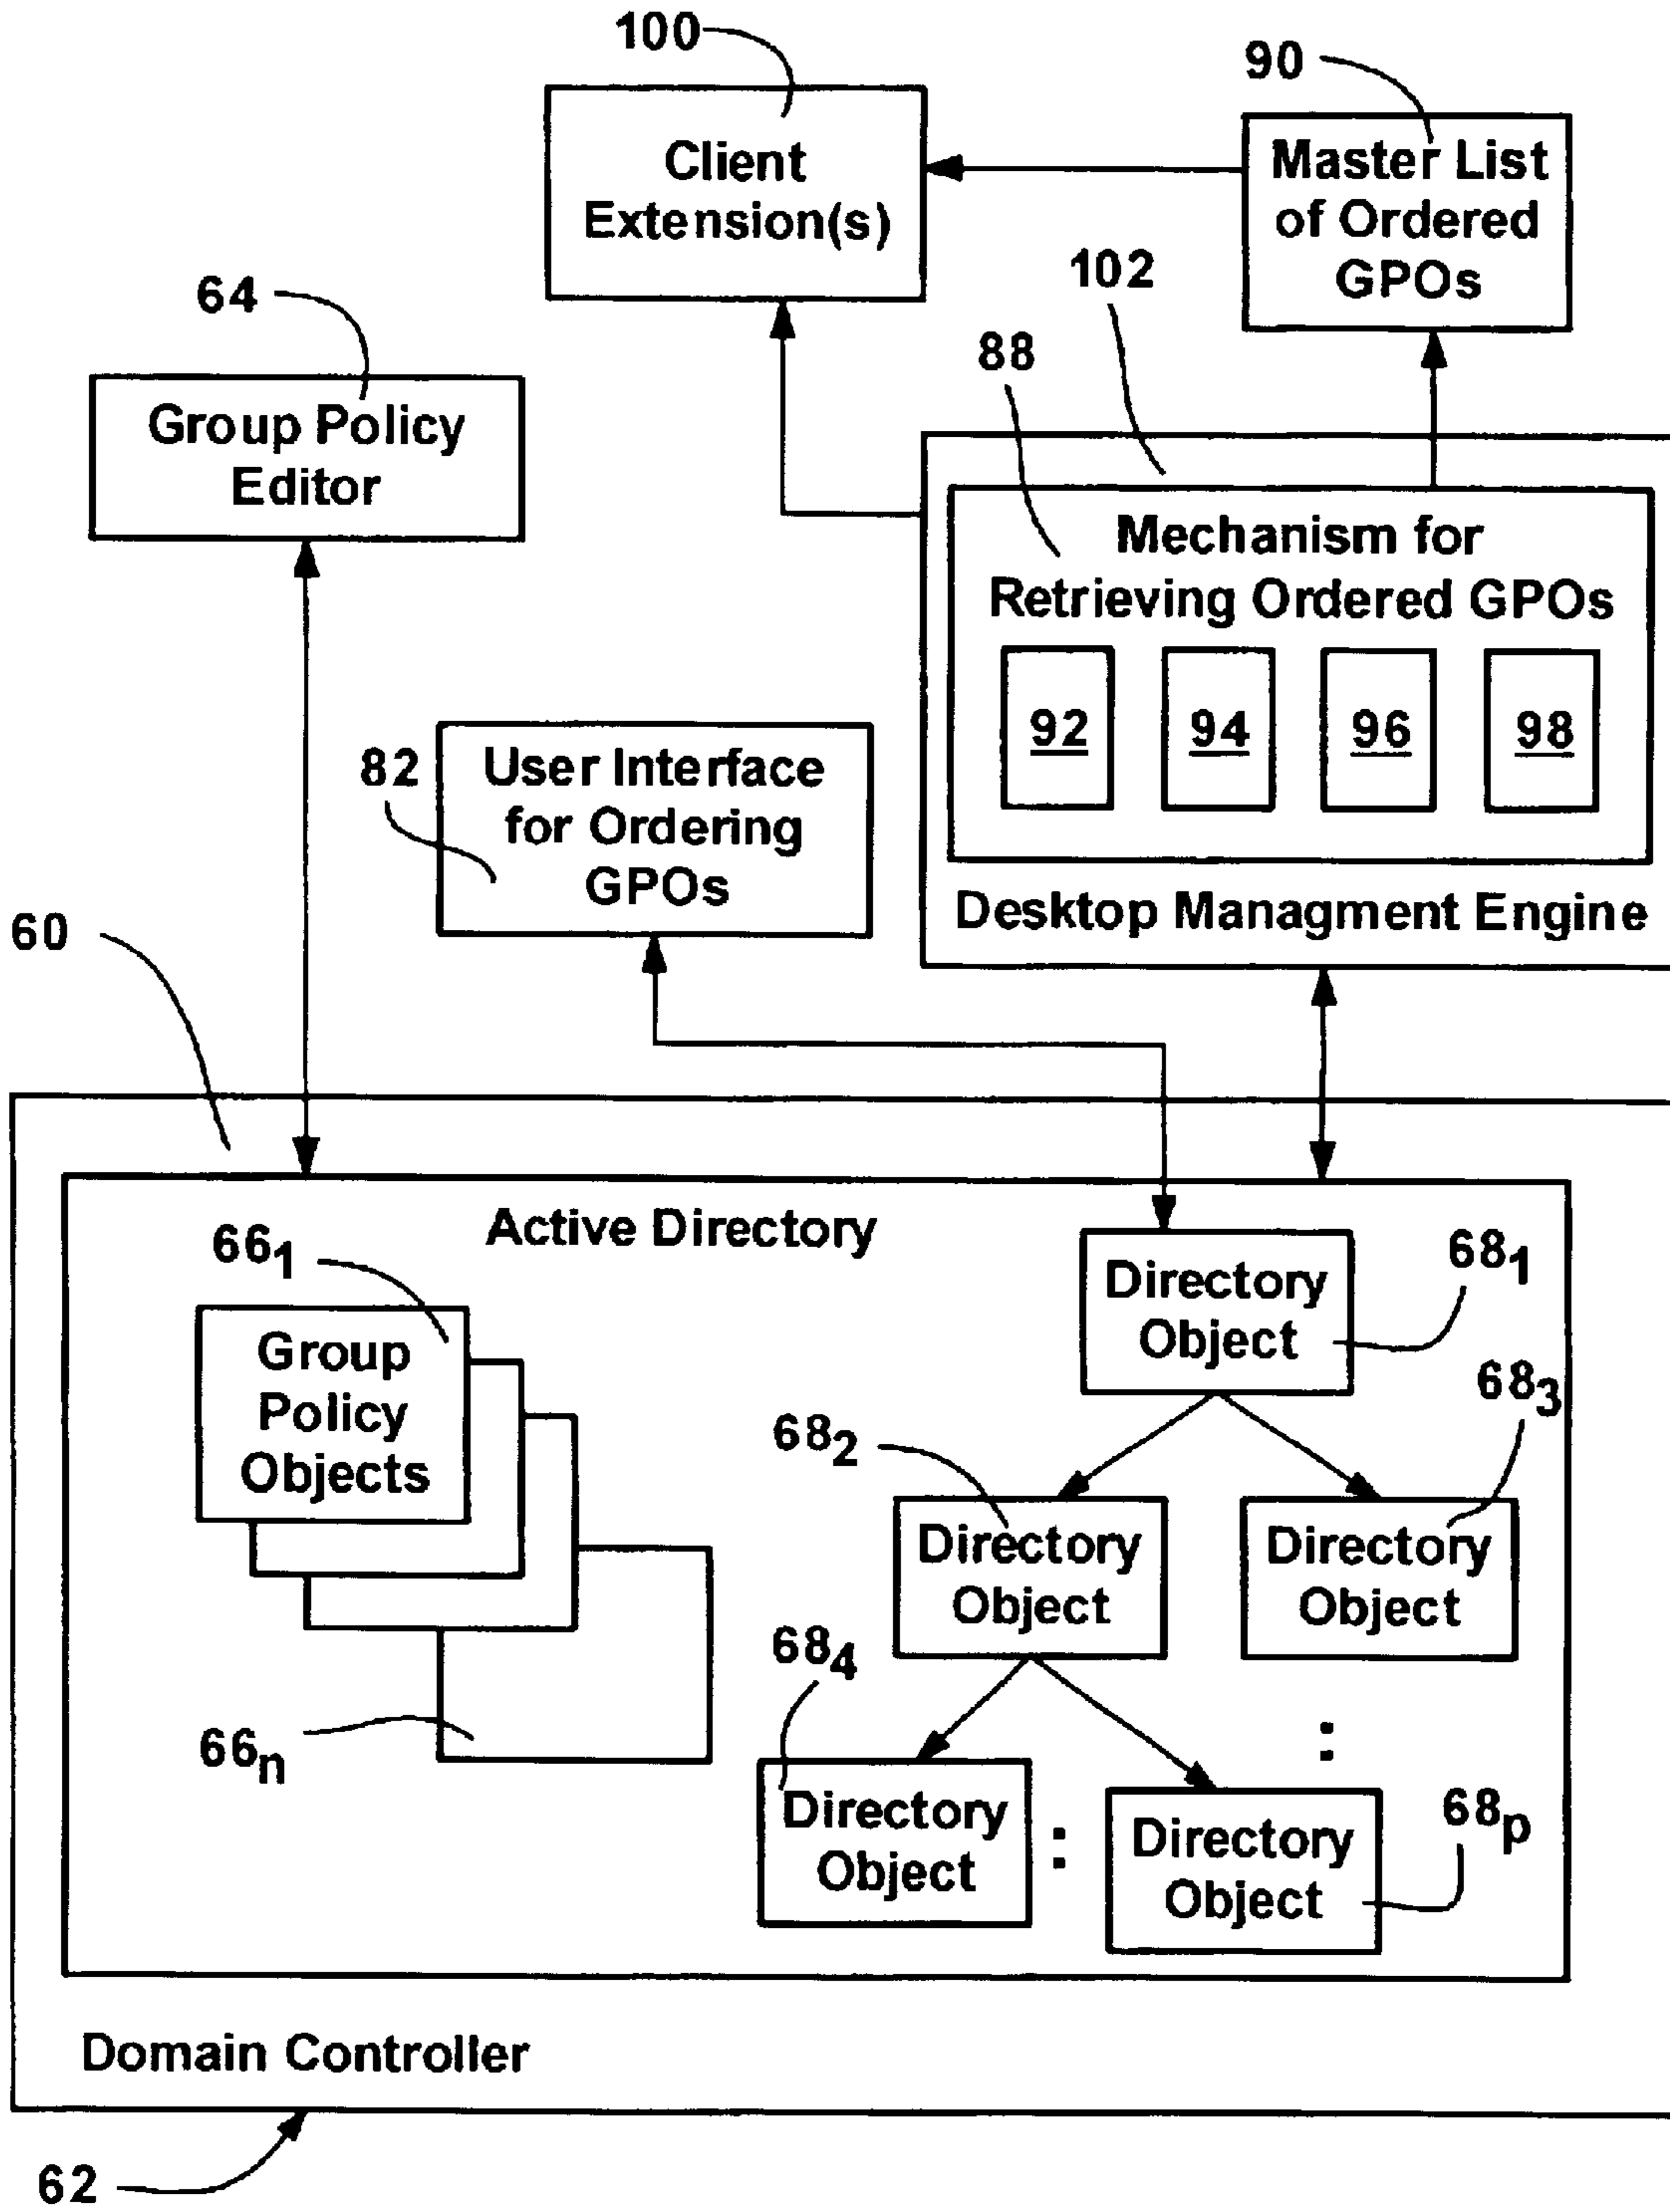 100
90
Client
Extension(s)
Master List
of Ordered
GPOs
102
64
88
Group Policy
Editor
Mechanism for
Retrieving Ordered GPOs
92 94 96 98
82
User Interface
for Ordering
GPOs
Desktop Managment Engine
60
Active Directory
66₁
68₁
Directory
Object
Group
Policy
Objects
68₃
68₂
Directory
Object
Directory
Object
68₄
66ₙ
Directory
Object
:
:
68ₚ
Directory
Object
Domain Controller
62